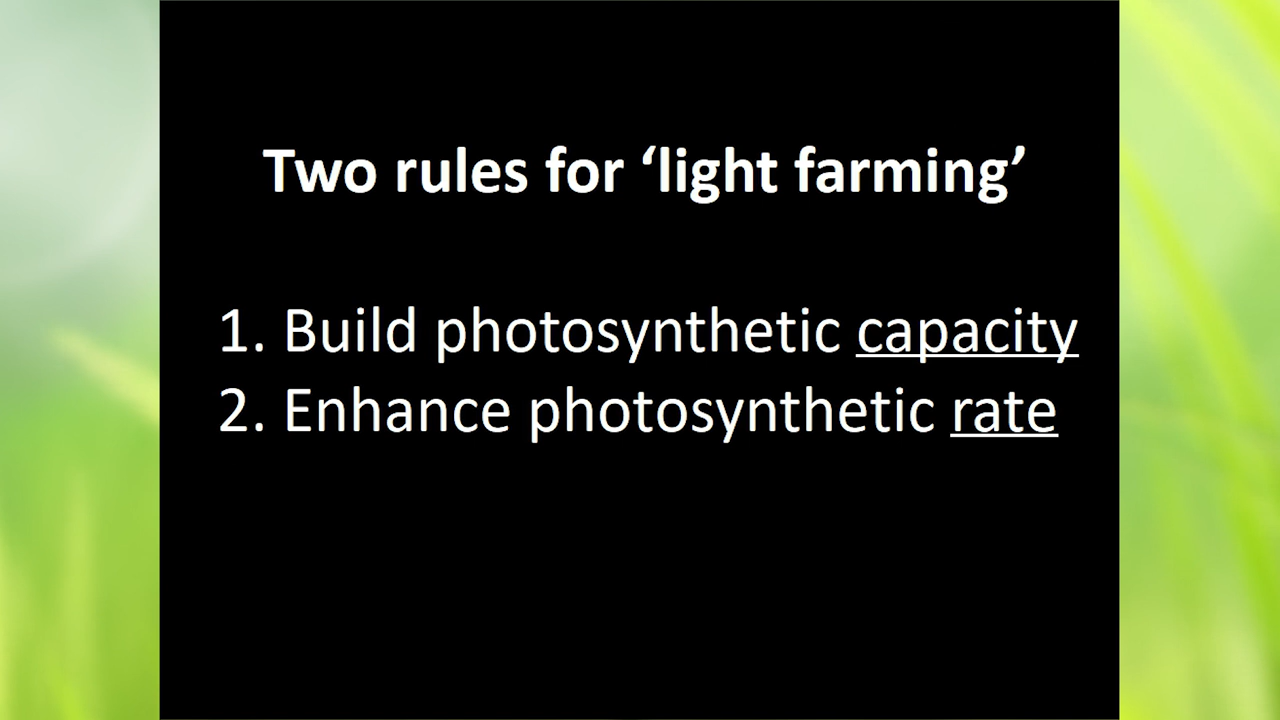 Two rules for ‘light farming’
1. Build photosynthetic capacity
2. Enhance photosynthetic rate